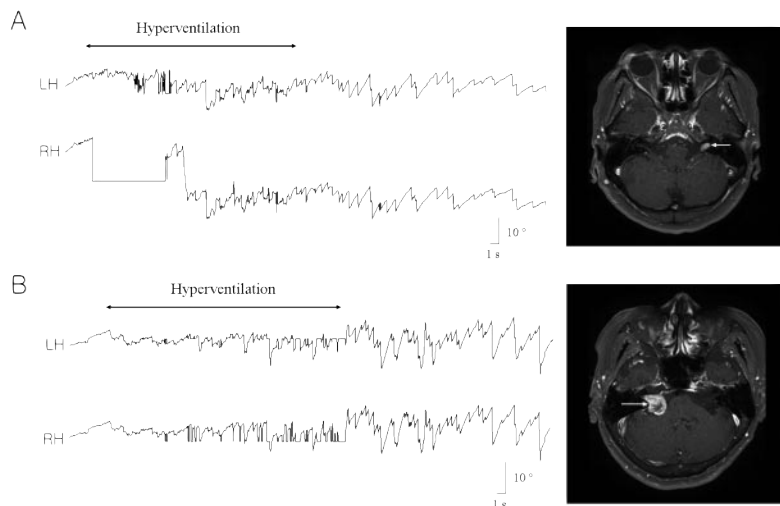 A
Hyperventilation
LH
RH
10 °
1 s
B
Hyperventilation
LH
RH
10 °
1 s